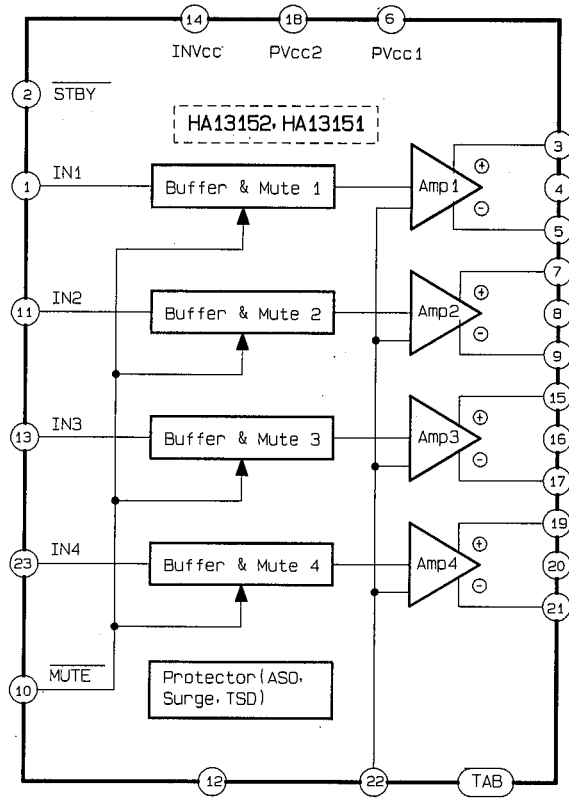 14 18 6
INVcc PVcc2 PVcc1
2 STBY
HA13152, HA13151
3
1 IN1 Buffer & Mute 1 Amp1 + 4
− 5
7
11 IN2 Buffer & Mute 2 Amp2 + 8
− 9
15
13 IN3 Buffer & Mute 3 Amp3 + 16
− 17
19
23 IN4 Buffer & Mute 4 Amp4 + 20
− 21
10 MUTE
Protector(ASO,
Surge, TSD)
12 22 TAB